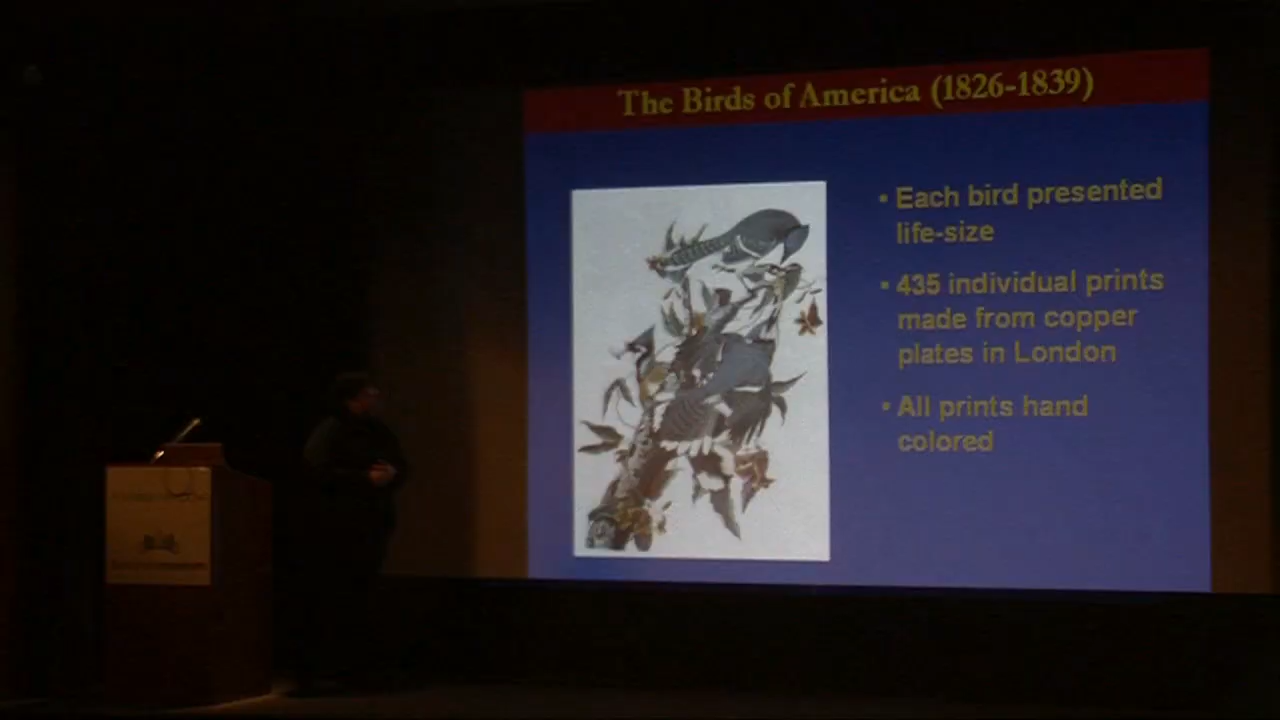 The Birds of America (1826-1839)
• Each bird presented
life-size
• 435 individual prints
made from copper
plates in London
• All prints hand
colored